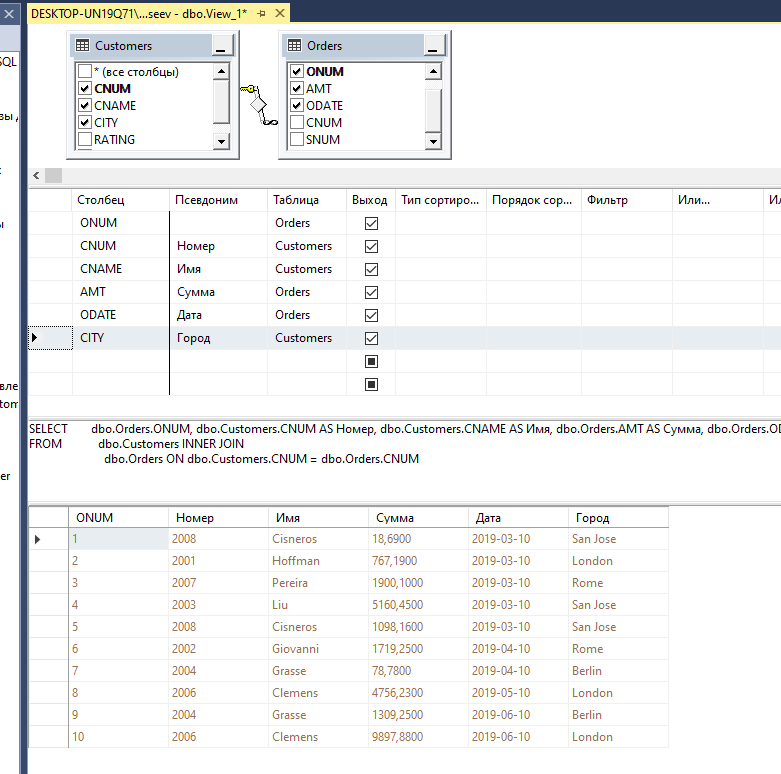 DESKTOP-UN19Q71\...seev - dbo.View_1*
Customers
* (все столбцы)
CNUM
CNAME
CITY
RATING
Orders
ONUM
AMT
ODATE
CNUM
SNUM
Столбец Псевдоним Таблица Выход Тип сортиро... Порядок сор... Фильтр Или...
ONUM Orders
CNUM Номер Customers
CNAME Имя Customers
AMT Сумма Orders
ODATE Дата Orders
CITY Город Customers
SELECT dbo.Orders.ONUM, dbo.Customers.CNUM AS Номер, dbo.Customers.CNAME AS Имя, dbo.Orders.AMT AS Сумма, dbo.Orders.OD
FROM dbo.Customers INNER JOIN
dbo.Orders ON dbo.Customers.CNUM = dbo.Orders.CNUM
ONUM Номер Имя Сумма Дата Город
1 2008 Cisneros 18,6900 2019-03-10 San Jose
2 2001 Hoffman 767,1900 2019-03-10 London
3 2007 Pereira 1900,1000 2019-03-10 Rome
4 2003 Liu 5160,4500 2019-03-10 San Jose
5 2008 Cisneros 1098,1600 2019-03-10 San Jose
6 2002 Giovanni 1719,2500 2019-04-10 Rome
7 2004 Grasse 78,7800 2019-04-10 Berlin
8 2006 Clemens 4756,2300 2019-05-10 London
9 2004 Grasse 1309,2500 2019-06-10 Berlin
10 2006 Clemens 9897,8800 2019-06-10 London